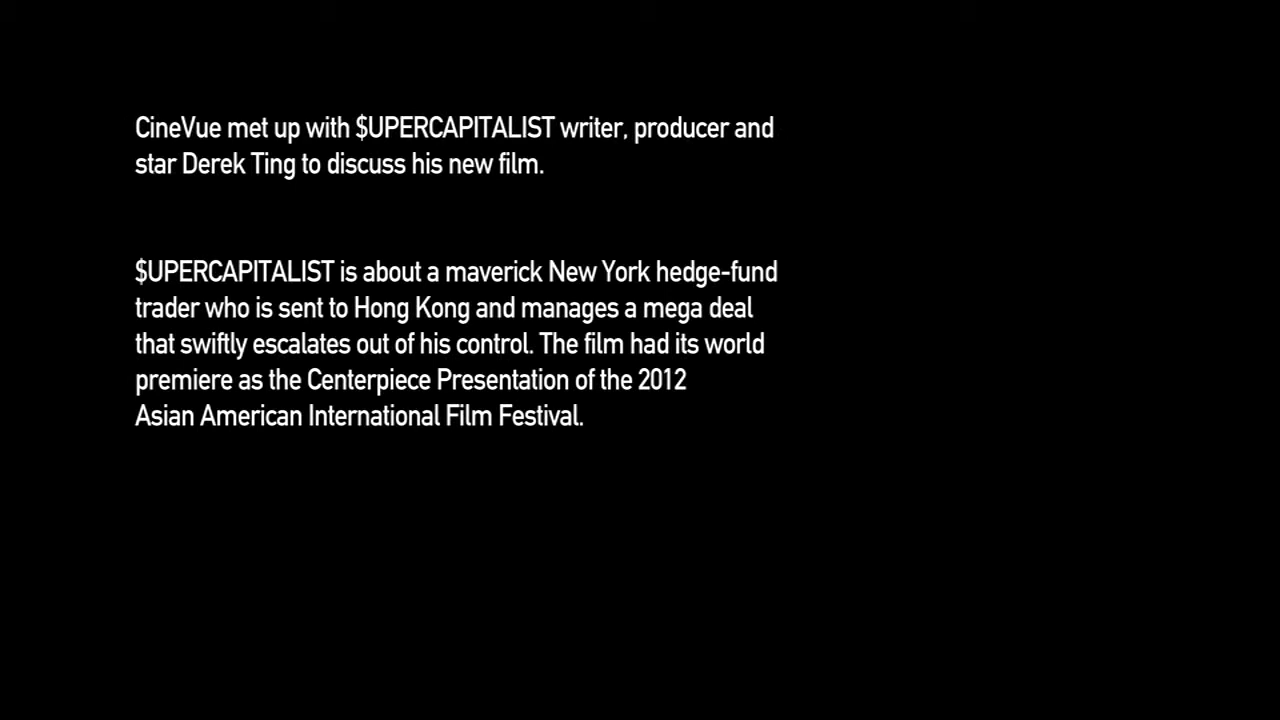 CineVue met up with $UPERCAPITALIST writer, producer and
star Derek Ting to discuss his new film.
$UPERCAPITALIST is about a maverick New York hedge-fund
trader who is sent to Hong Kong and manages a mega deal
that swiftly escalates out of his control. The film had its world
premiere as the Centerpiece Presentation of the 2012
Asian American International Film Festival.